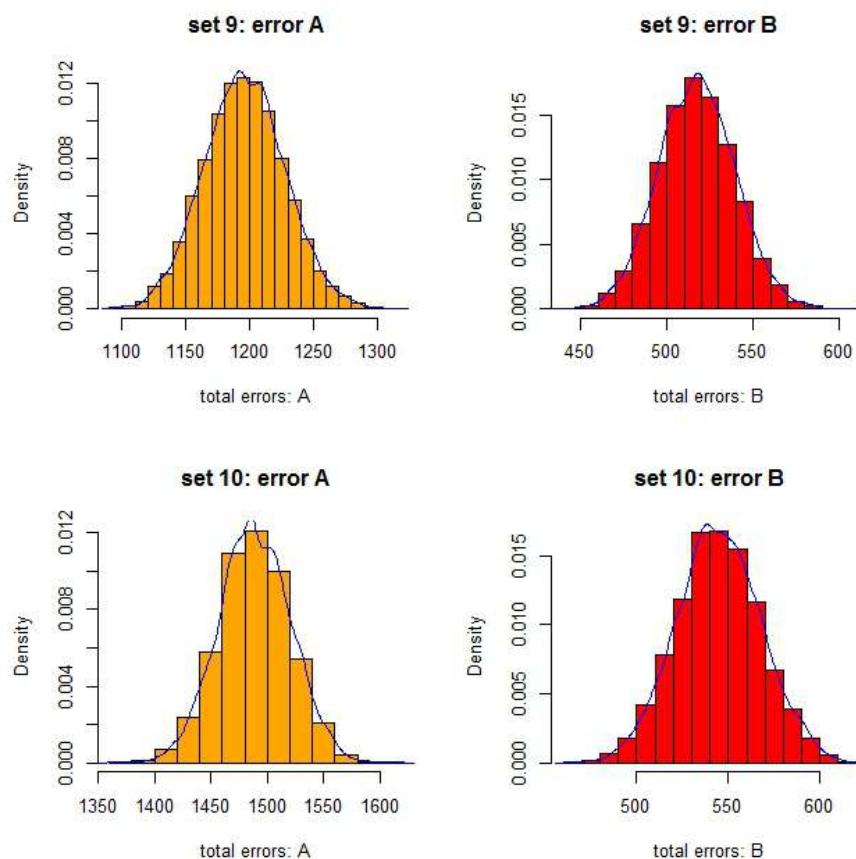 set 9: error A
Density
0.000 0.004 0.008 0.012
1100 1150 1200 1250 1300
total errors: A
set 9: error B
Density
0.000 0.005 0.010 0.015
450 500 550 600
total errors: B
set 10: error A
Density
0.000 0.004 0.008 0.012
1350 1400 1450 1500 1550 1600
total errors: A
set 10: error B
Density
0.000 0.005 0.010 0.015
500 550 600
total errors: B